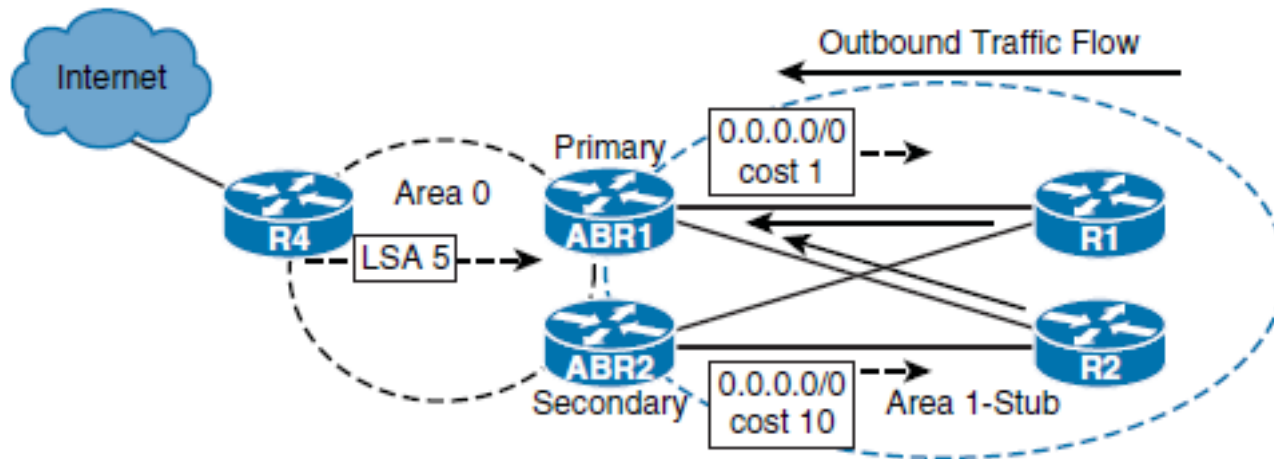 Outbound Traffic Flow
Internet
0.0.0.0/0
cost 1
Primary
Area 0
R4
ABR1
R1
LSA 5
ABR2
R2
Secondary
0.0.0.0/0
cost 10
Area 1-Stub